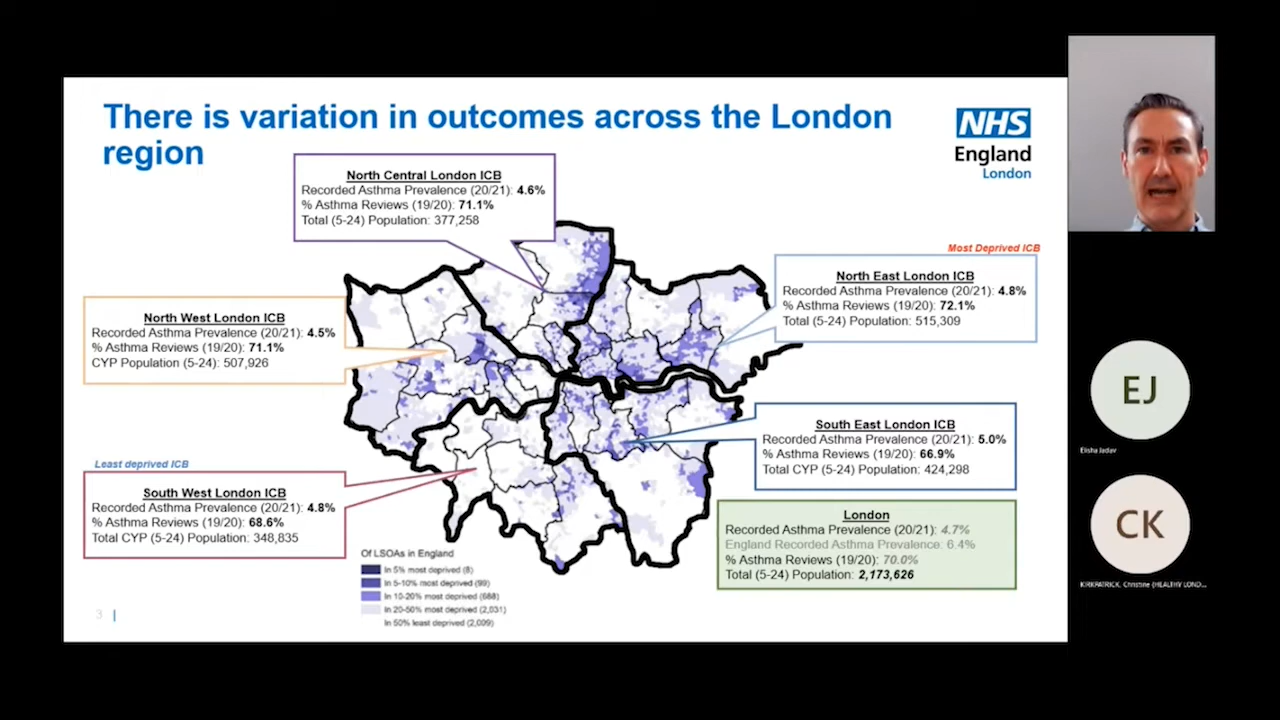 There is variation in outcomes across the London
region
NHS
England
London
North Central London ICB
Recorded Asthma Prevalence (20/21): 4.6%
% Asthma Reviews (19/20): 71.1%
Total (5-24) Population: 377,258
Most Deprived ICB
North East London ICB
Recorded Asthma Prevalence (20/21): 4.8%
% Asthma Reviews (19/20): 72.1%
Total (5-24) Population: 515,309
North West London ICB
Recorded Asthma Prevalence (20/21): 4.5%
% Asthma Reviews (19/20): 71.1%
CYP Population (5-24): 507,926
South East London ICB
Recorded Asthma Prevalence (20/21): 5.0%
% Asthma Reviews (19/20): 66.9%
Total CYP (5-24) Population: 424,298
Least deprived ICB
South West London ICB
Recorded Asthma Prevalence (20/21): 4.8%
% Asthma Reviews (19/20): 68.6%
Total CYP (5-24) Population: 348,835
London
Recorded Asthma Prevalence (20/21): 4.7%
England Recorded Asthma Prevalence: 6.4%
% Asthma Reviews (19/20): 70.0%
Total (5-24) Population: 2,173,626
Of LSOAs in England
In 5% most deprived (8)
In 5-10% most deprived (99)
In 10-20% most deprived (688)
In 20-50% most deprived (2,031)
In 50% least deprived (2,009)
3 |
EJ
Elisha Jadav
CK
KIRKPATRICK, Christine (HEALTHY LOND...